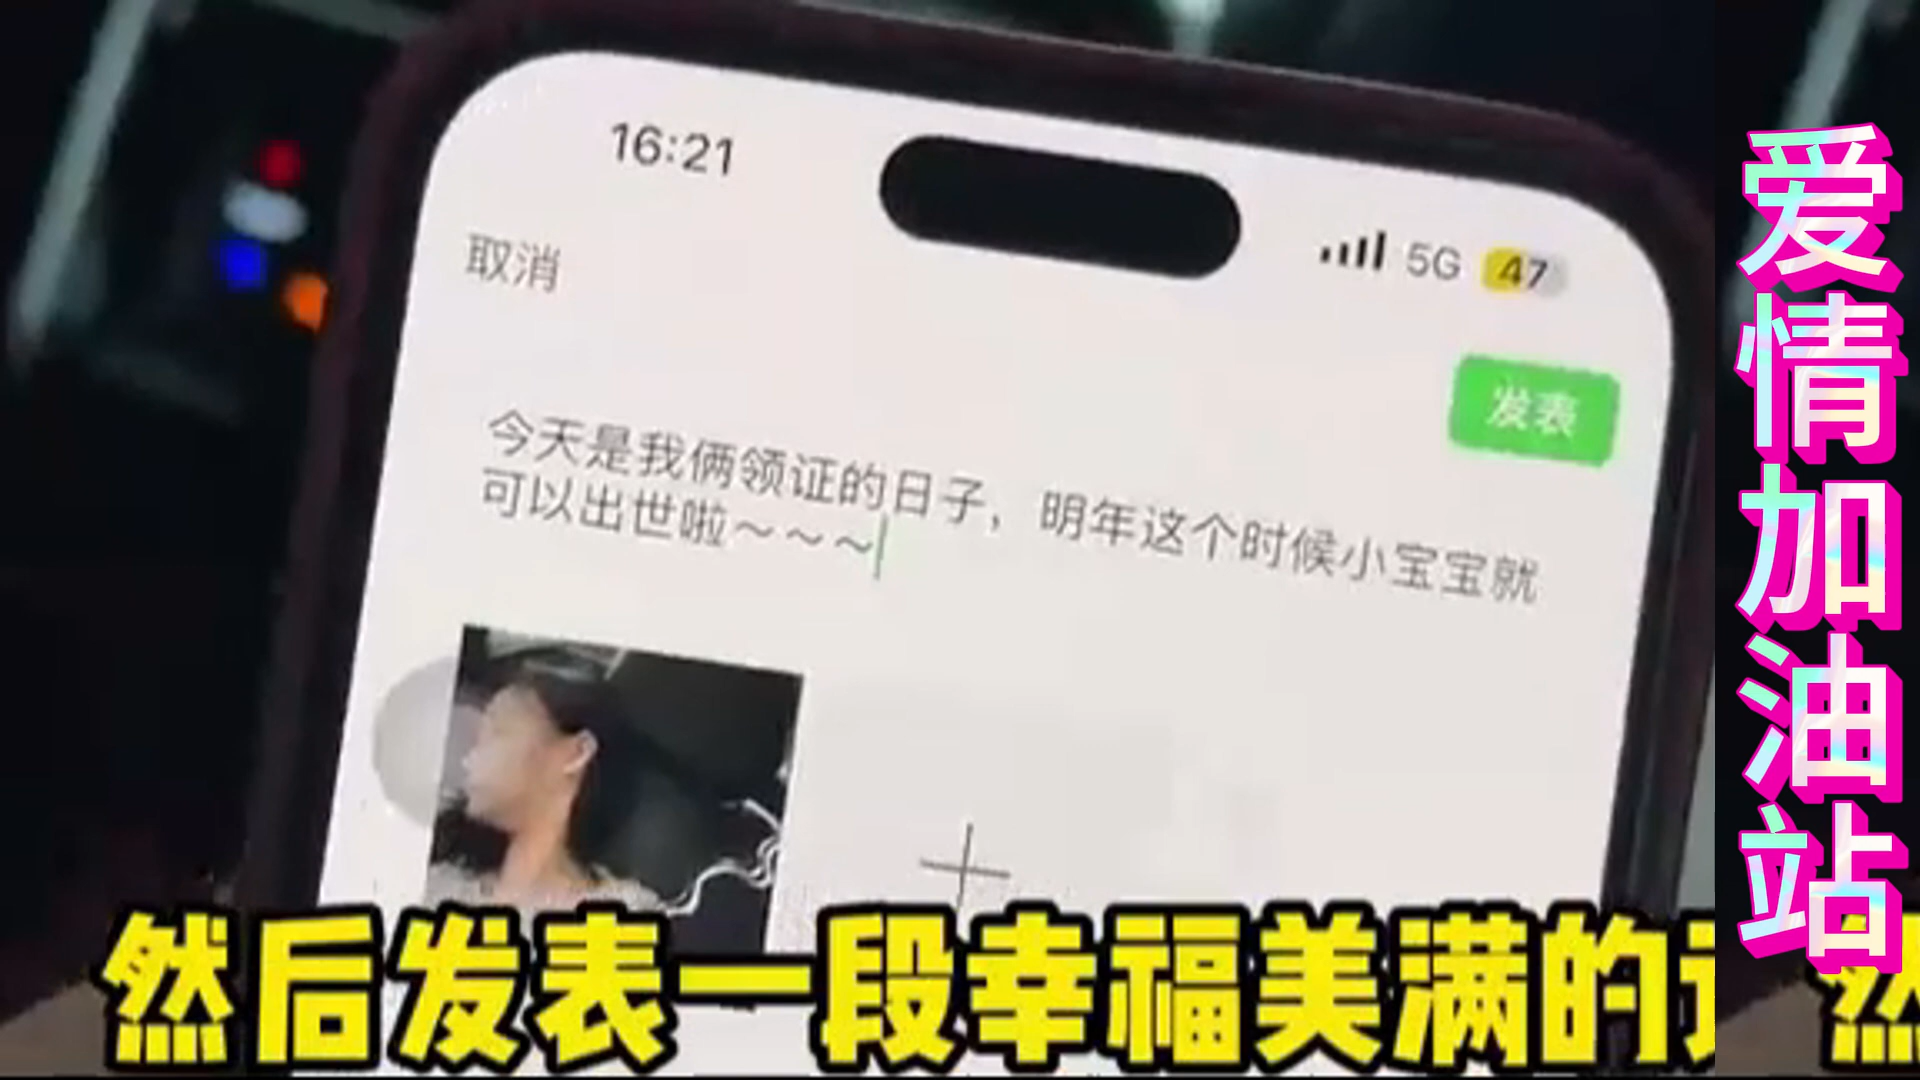 16:21
5G 47
取消
发表
今天是我俩领证的日子，明年这个时候小宝宝就
可以出世啦～～～
然后发表一段幸福美满的
爱情加油站
然